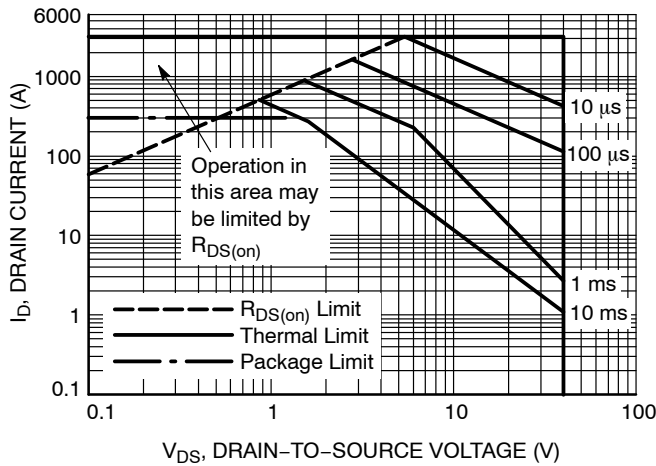 6000
1000
100
10
1
0.1
I_D, DRAIN CURRENT (A)
Operation in
this area may
be limited by
R_DS(on)
10 µs
100 µs
1 ms
10 ms
R_DS(on) Limit
Thermal Limit
Package Limit
0.1
1
10
100
V_DS, DRAIN−TO−SOURCE VOLTAGE (V)